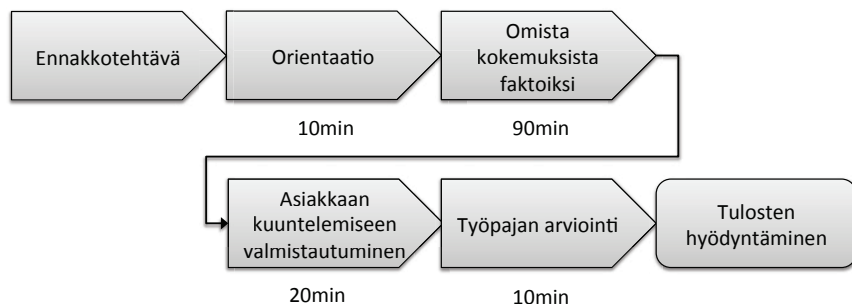 Ennakkotehtävä
Orientaatio
Omista
kokemuksista
faktoiksi
10min
90min
Asiakkaan
kuuntelemiseen
valmistautuminen
Työpajan arviointi
Tulosten
hyödyntäminen
20min
10min